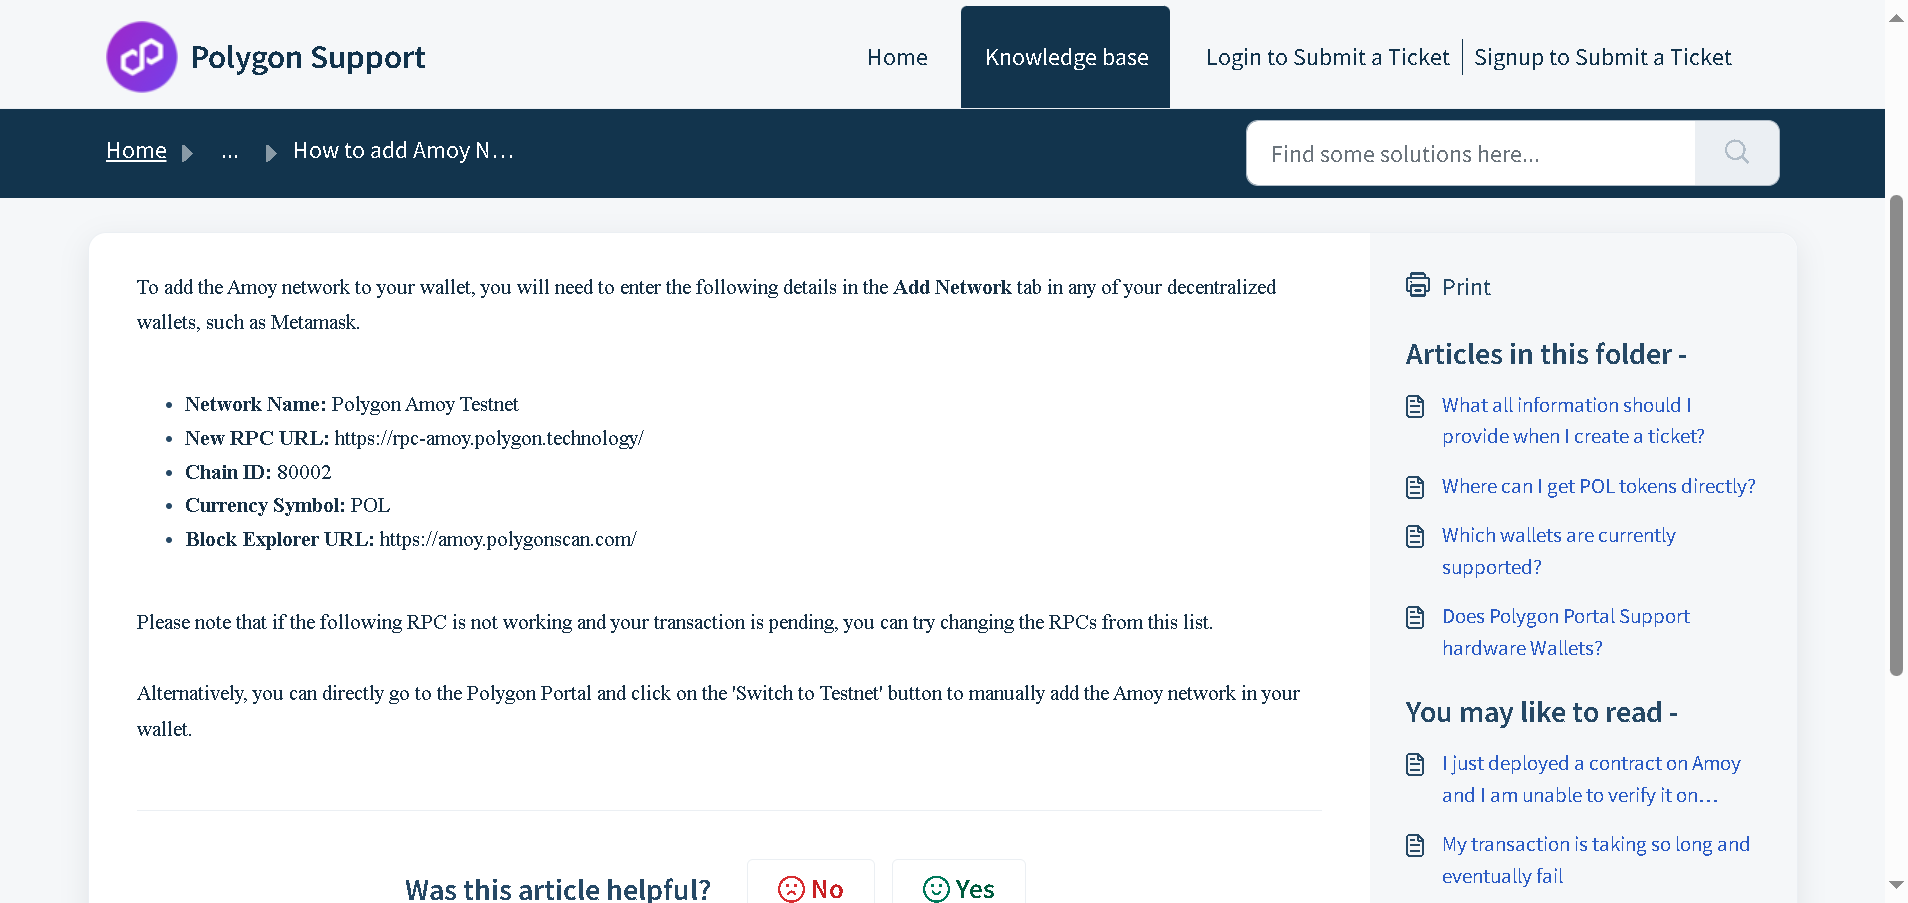 Polygon Support
Home
Knowledge base
Login to Submit a Ticket
Signup to Submit a Ticket
Home
...
How to add Amoy N...
Find some solutions here...
To add the Amoy network to your wallet, you will need to enter the following details in the Add Network tab in any of your decentralized
wallets, such as Metamask.
• Network Name: Polygon Amoy Testnet
• New RPC URL: https://rpc-amoy.polygon.technology/
• Chain ID: 80002
• Currency Symbol: POL
• Block Explorer URL: https://amoy.polygonscan.com/
Please note that if the following RPC is not working and your transaction is pending, you can try changing the RPCs from this list.
Alternatively, you can directly go to the Polygon Portal and click on the 'Switch to Testnet' button to manually add the Amoy network in your
wallet.
Was this article helpful?
No
Yes
Print
Articles in this folder -
What all information should I
provide when I create a ticket?
Where can I get POL tokens directly?
Which wallets are currently
supported?
Does Polygon Portal Support
hardware Wallets?
You may like to read -
I just deployed a contract on Amoy
and I am unable to verify it on...
My transaction is taking so long and
eventually fail